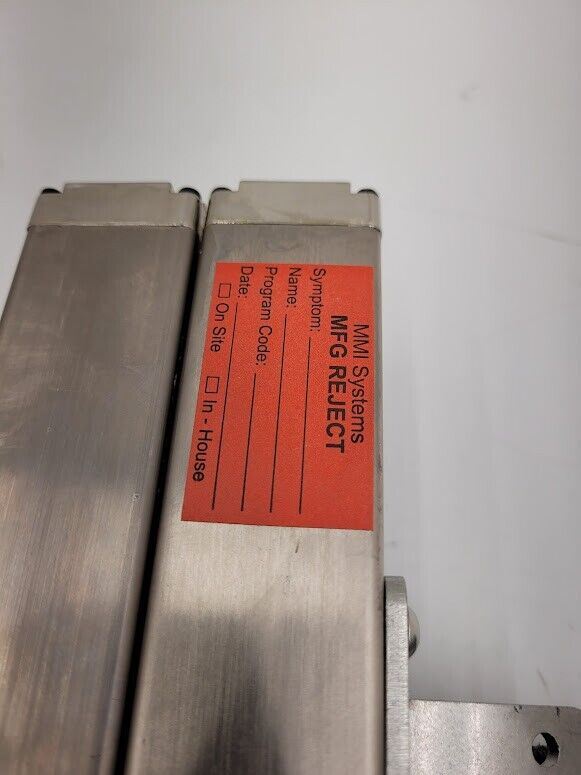 MMI Systems
MFG REJECT
Symptom:
Name:
Program Code:
Date:
On Site In - House